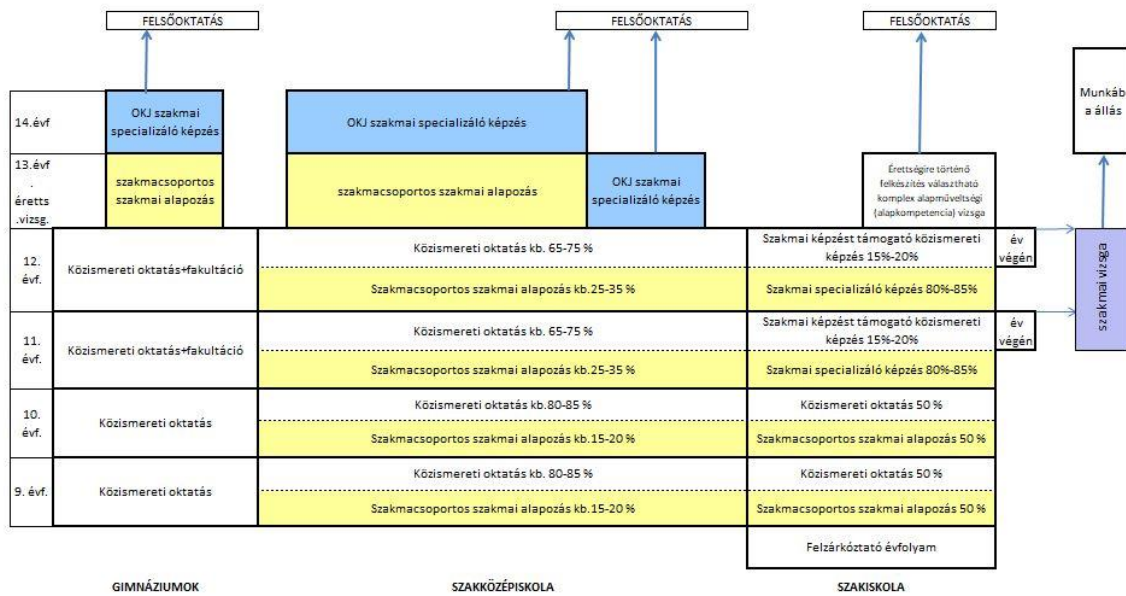 FELSŐOKTATÁS
FELSŐOKTATÁS
FELSŐOKTATÁS
14.évf
OKJ szakmai
specializáló képzés
OKJ szakmai specializáló képzés
Munkáb
a állás
13.évf
.
éretts
.vizsg.
szakmacsoportos
szakmai alapozás
szakmacsoportos szakmai alapozás
OKJ szakmai
specializáló képzés
Érettségire történő
felkészítés választható
komplex alapműveltségi
(alapkompetencia) vizsga
12.
évf.
Közismereti oktatás+fakultáció
Közismereti oktatás kb. 65-75 %
Szakmacsoportos szakmai alapozás kb.25-35 %
Szakmai képzést támogató közismereti
képzés 15%-20%
Szakmai specializáló képzés 80%-85%
év
végén
szakmai vizsga
11.
évf.
Közismereti oktatás+fakultáció
Közismereti oktatás kb. 65-75 %
Szakmacsoportos szakmai alapozás kb.25-35 %
Szakmai képzést támogató közismereti
képzés 15%-20%
Szakmai specializáló képzés 80%-85%
év
végén
10.
évf.
Közismereti oktatás
Közismereti oktatás kb.80-85 %
Szakmacsoportos szakmai alapozás kb.15-20 %
Közismereti oktatás 50 %
Szakmacsoportos szakmai alapozás 50 %
9. évf.
Közismereti oktatás
Közismereti oktatás kb. 80-85 %
Szakmacsoportos szakmai alapozás kb.15-20 %
Közismereti oktatás 50 %
Szakmacsoportos szakmai alapozás 50 %
Felzárkóztató évfolyam
GIMNÁZIUMOK
SZAKKÖZÉPISKOLA
SZAKISKOLA